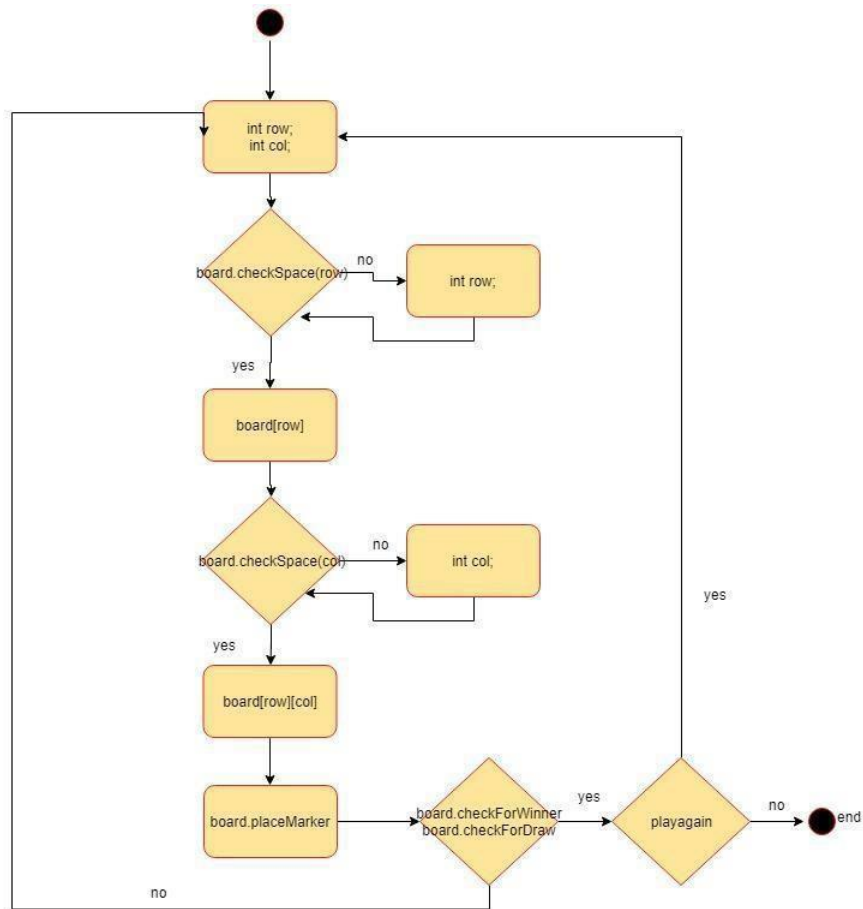 int row;
int col;
board.checkSpace(row)
no
int row;
yes
board[row]
board.checkSpace(col)
no
int col;
yes
board[row][col]
board.placeMarker
board.checkForWinner
board.checkForDraw
yes
playagain
yes
no
end
no